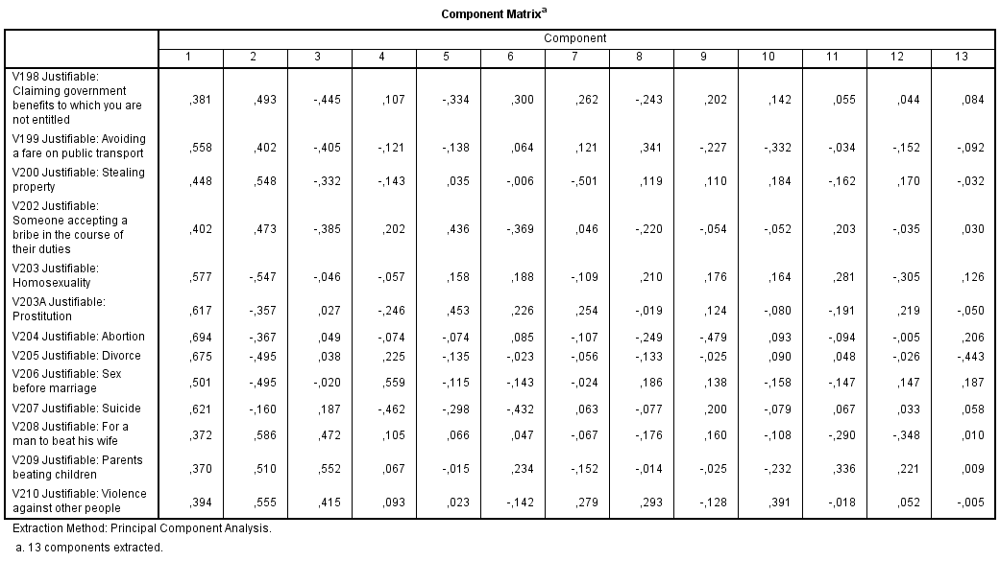 Component Matrixa
Component
1 2 3 4 5 6 7 8 9 10 11 12 13
V198 Justifiable:
Claiming government
benefits to which you are
not entitled
,381 ,493 -,445 ,107 -,334 ,300 ,262 -,243 ,202 ,142 ,055 ,044 ,084
V199 Justifiable: Avoiding
a fare on public transport
,558 ,402 -,405 -,121 -,138 ,064 ,121 ,341 -,227 -,332 -,034 -,152 -,092
V200 Justifiable: Stealing
property
,448 ,548 -,332 -,143 ,035 -,006 -,501 ,119 ,110 ,184 -,162 ,170 -,032
V202 Justifiable:
Someone accepting a
bribe in the course of
their duties
,402 ,473 -,385 ,202 ,436 -,369 ,046 -,220 -,054 -,052 ,203 -,035 ,030
V203 Justifiable:
Homosexuality
,577 -,547 -,046 -,057 ,158 ,188 -,109 ,210 ,176 ,164 ,281 -,305 ,126
V203A Justifiable:
Prostitution
,617 -,357 ,027 -,246 ,453 ,226 ,254 -,019 ,124 -,080 -,191 ,219 -,050
V204 Justifiable: Abortion ,694 -,367 ,049 -,074 -,074 ,085 -,107 -,249 -,479 ,093 -,094 -,005 ,206
V205 Justifiable: Divorce ,675 -,495 ,038 ,225 -,135 -,023 -,056 -,133 -,025 ,090 ,048 -,026 -,443
V206 Justifiable: Sex
before marriage
,501 -,495 -,020 ,559 -,115 -,143 -,024 ,186 ,138 -,158 -,147 ,147 ,187
V207 Justifiable: Suicide ,621 -,160 ,187 -,462 -,298 -,432 ,063 -,077 ,200 -,079 ,067 ,033 ,058
V208 Justifiable: For a
man to beat his wife
,372 ,586 ,472 ,105 ,066 ,047 -,067 -,176 ,160 -,108 -,290 -,348 ,010
V209 Justifiable: Parents
beating children
,370 ,510 ,552 ,067 -,015 ,234 -,152 -,014 -,025 -,232 ,336 ,221 ,009
V210 Justifiable: Violence
against other people
,394 ,555 ,415 ,093 ,023 -,142 ,279 ,293 -,128 ,391 -,018 ,052 -,005
Extraction Method: Principal Component Analysis.
a. 13 components extracted.